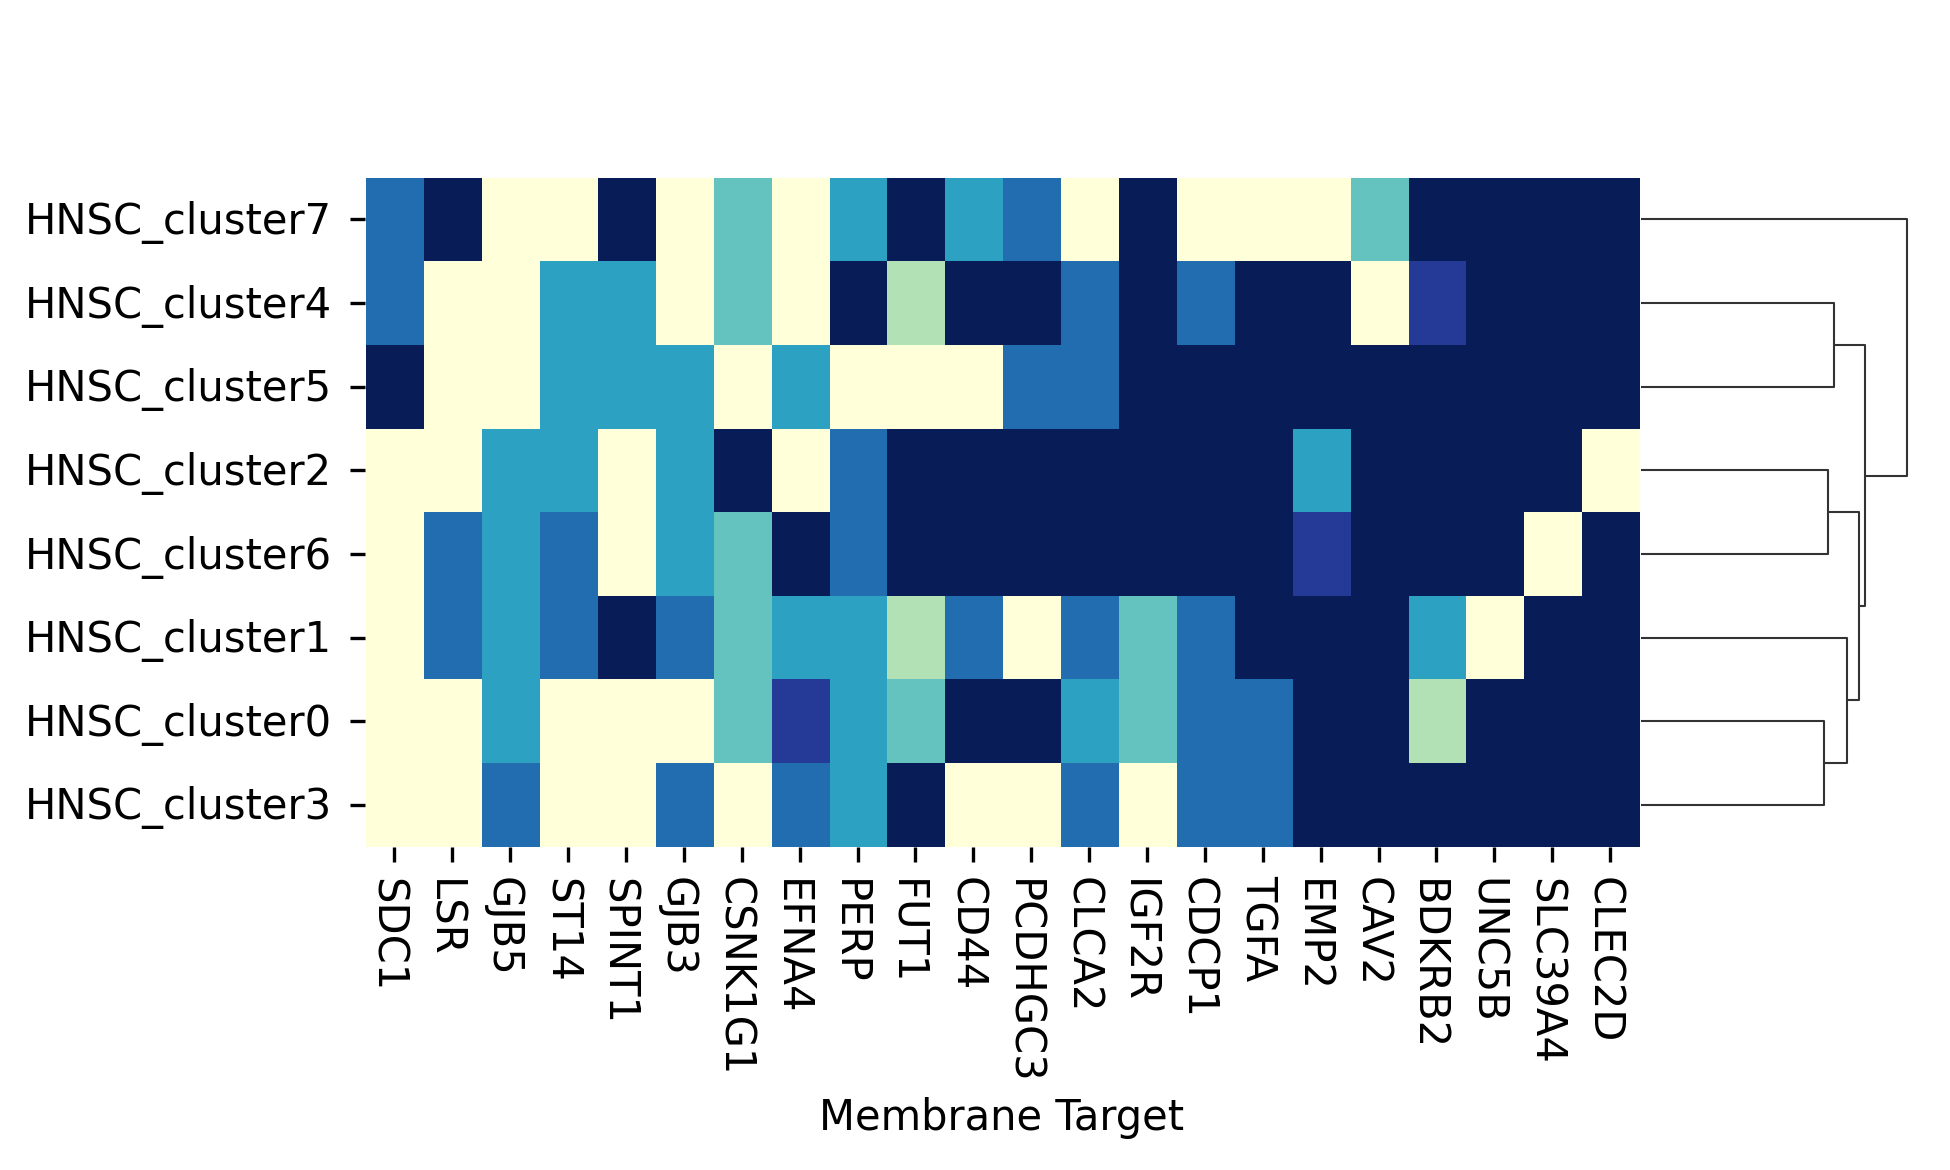 HNSC_cluster7
HNSC_cluster4
HNSC_cluster5
HNSC_cluster2
HNSC_cluster6
HNSC_cluster1
HNSC_cluster0
HNSC_cluster3
SDC1
LSR
GJB5
ST14
SPINT1
GJB3
CSNK1G1
EFNA4
PERP
FUT1
CD44
PCDHGC3
CLCA2
IGF2R
CDCP1
TGFA
EMP2
CAV2
BDKRB2
UNC5B
SLC39A4
CLEC2D
Membrane Target